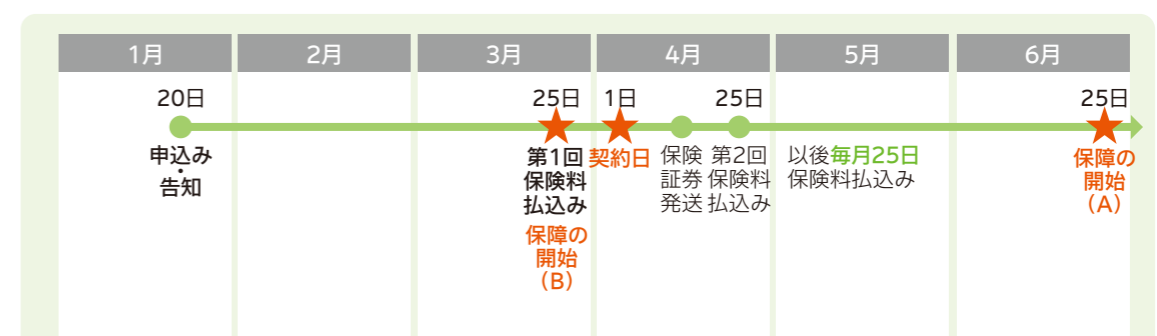 1月
2月
3月
4月
5月
6月
20日
25日
1日
25日
25日
申込み
・
告知
第1回
保険料
払込み
保障の
開始
（B）
契約日
保険
証券
発送
第2回
保険料
払込み
以後毎月25日
保険料払込み
保障の
開始
（A）